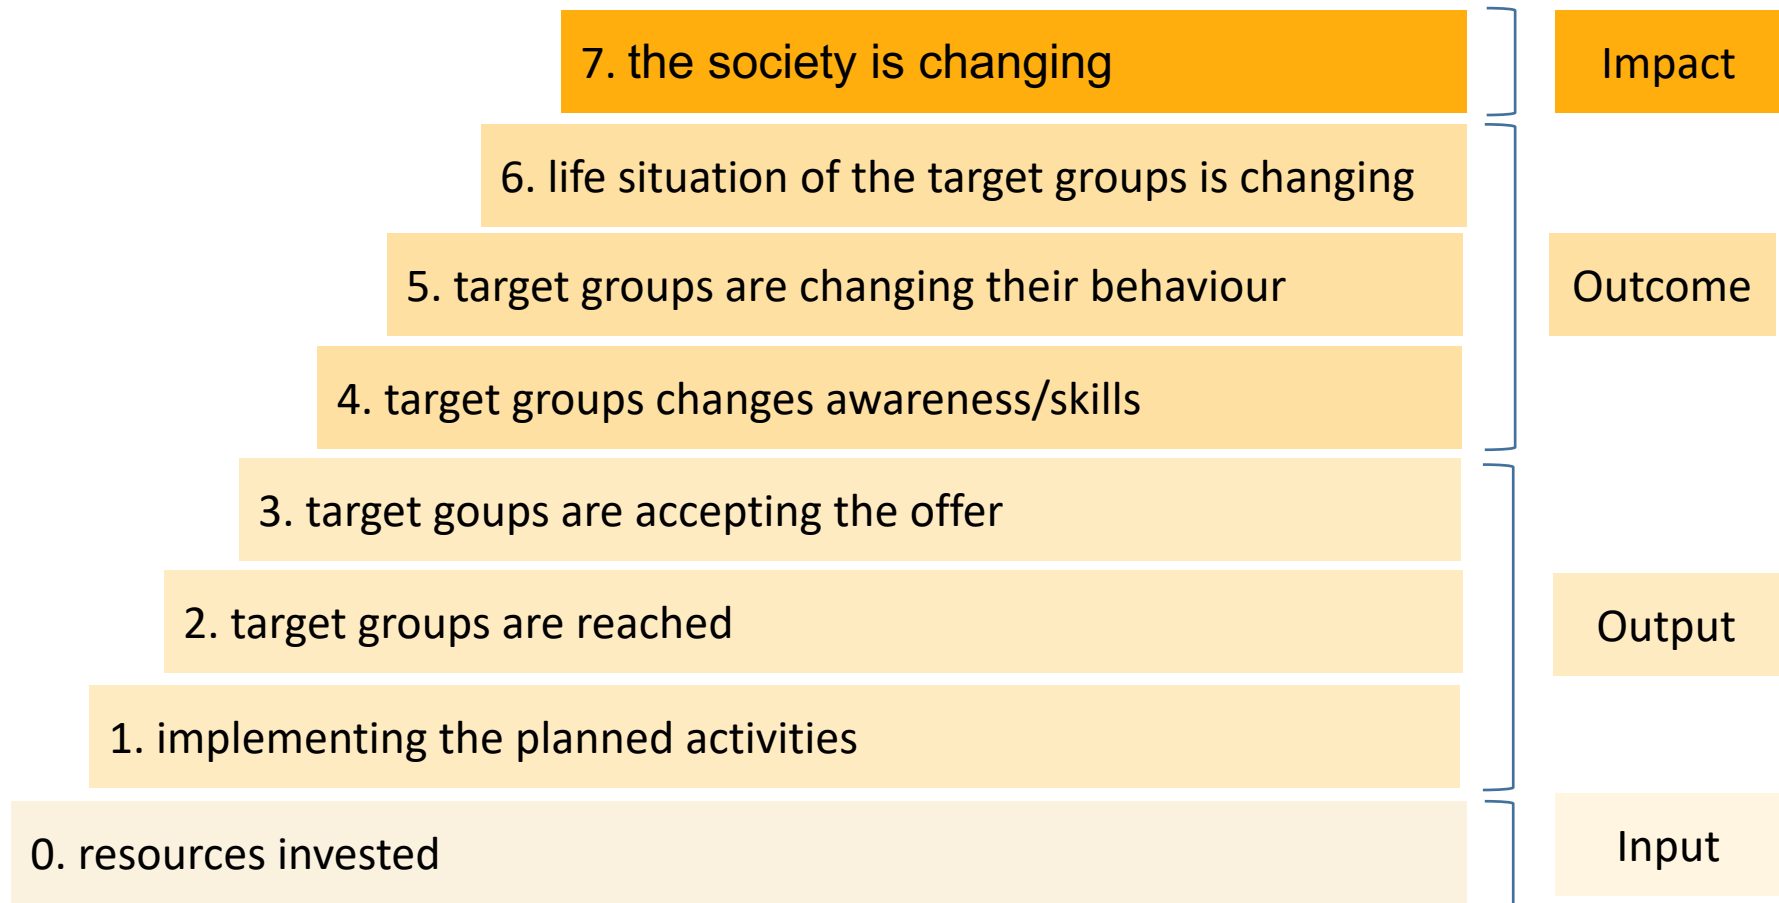 7. the society is changing
Impact
6. life situation of the target groups is changing
5. target groups are changing their behaviour
Outcome
4. target groups changes awareness/skills
3. target goups are accepting the offer
2. target groups are reached
Output
1. implementing the planned activities
0. resources invested
Input